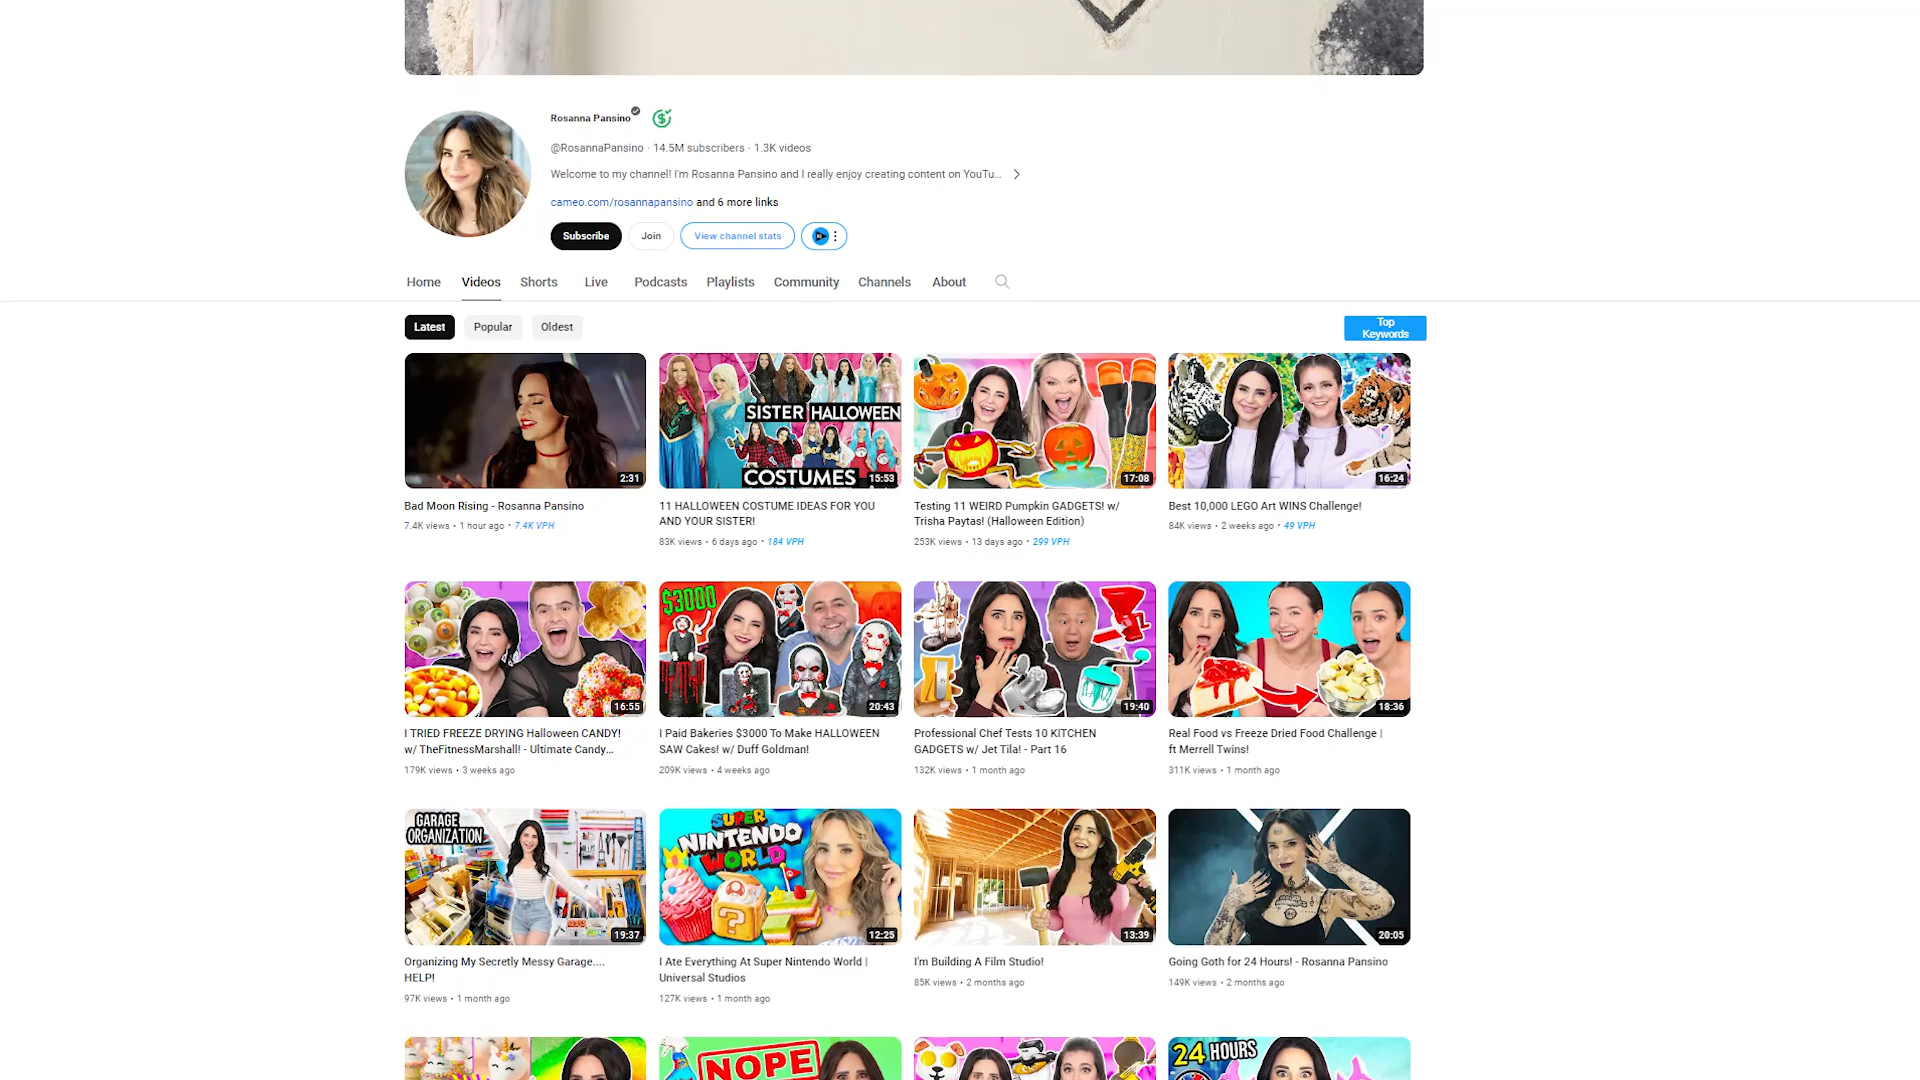 Rosanna Pansino
@RosannaPansino · 14.5M subscribers · 1.3K videos
Welcome to my channel! I'm Rosanna Pansino and I really enjoy creating content on YouTu...
cameo.com/rosannapansino and 6 more links
Subscribe Join View channel stats
Home Videos Shorts Live Podcasts Playlists Community Channels About
Latest Popular Oldest
Top
Keywords
2:31
SISTER HALLOWEEN
COSTUMES
15:53
17:08
16:24
Bad Moon Rising - Rosanna Pansino
7.4K views • 1 hour ago • 7.4K VPH
11 HALLOWEEN COSTUME IDEAS FOR YOU
AND YOUR SISTER!
83K views • 6 days ago • 184 VPH
Testing 11 WEIRD Pumpkin GADGETS! w/
Trisha Paytas! (Halloween Edition)
253K views • 13 days ago • 299 VPH
Best 10,000 LEGO Art WINS Challenge!
84K views • 2 weeks ago • 49 VPH
16:55
$3000
20:43
19:40
18:36
I TRIED FREEZE DRYING Halloween CANDY!
w/ TheFitnessMarshall! - Ultimate Candy...
179K views • 3 weeks ago
I Paid Bakeries $3000 To Make HALLOWEEN
SAW Cakes! w/ Duff Goldman!
209K views • 4 weeks ago
Professional Chef Tests 10 KITCHEN
GADGETS w/ Jet Tila! - Part 16
132K views • 1 month ago
Real Food vs Freeze Dried Food Challenge |
ft Merrell Twins!
311K views • 1 month ago
GARAGE
ORGANIZATION
19:37
SUPER
NINTENDO
WORLD
?
12:25
13:39
20:05
Organizing My Secretly Messy Garage....
HELP!
97K views • 1 month ago
I Ate Everything At Super Nintendo World |
Universal Studios
127K views • 1 month ago
I'm Building A Film Studio!
85K views • 2 months ago
Going Goth for 24 Hours! - Rosanna Pansino
149K views • 2 months ago
NOPE
24 HOURS